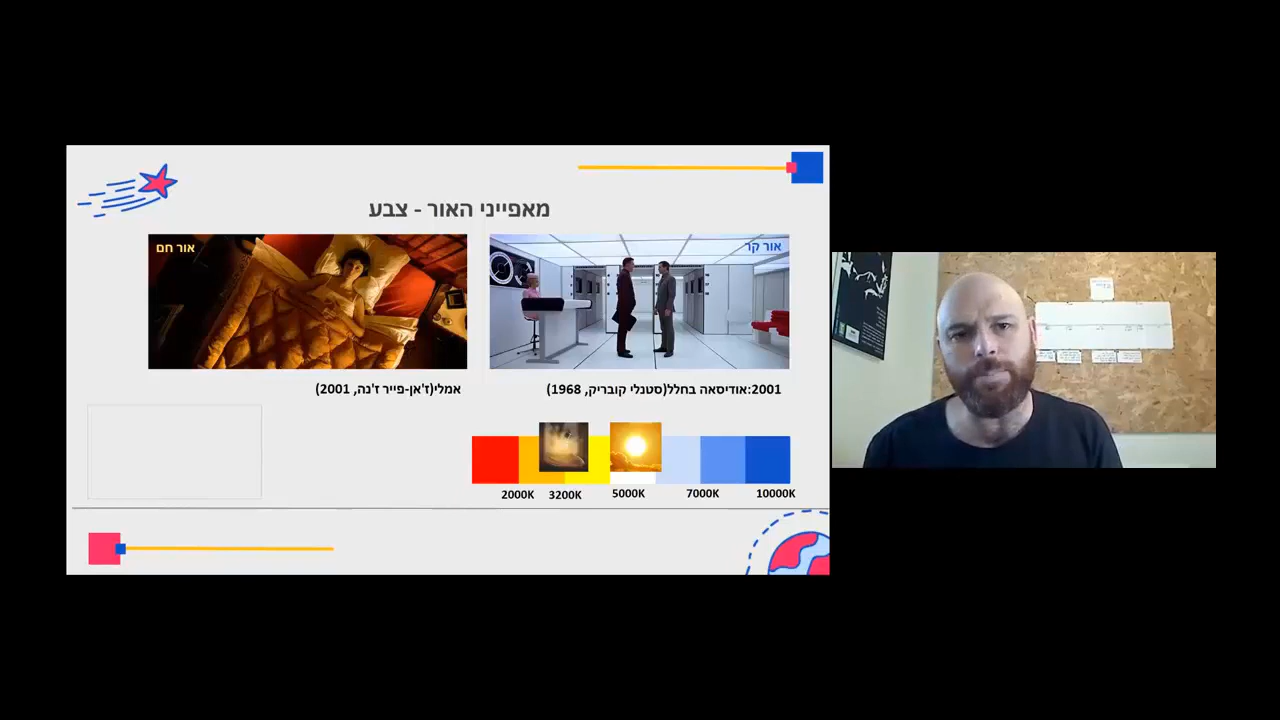 מאפייני האור - צבע
אור קר
אור חם
2001:אודיסאה בחלל(סטנלי קובריק, 1968)
אמלי(ז'אן-פייר ז'נה, 2001)
2000K 3200K 5000K 7000K 10000K